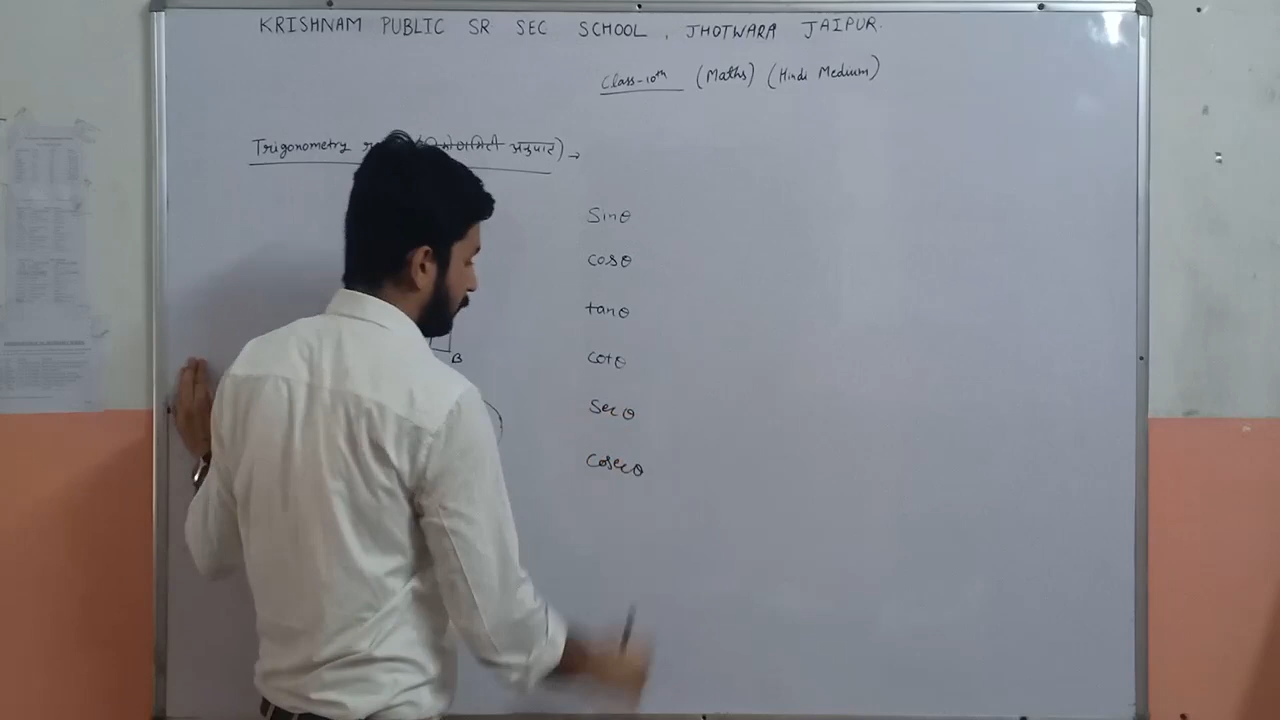 KRISHNAM PUBLIC SR SEC SCHOOL , JHOTWARA JAIPUR.
Class-10th (Maths) (Hindi Medium)
Trigonometry अनुपात) →
Sinθ
cosθ
tanθ
cotθ
Secθ
Cosecθ
B